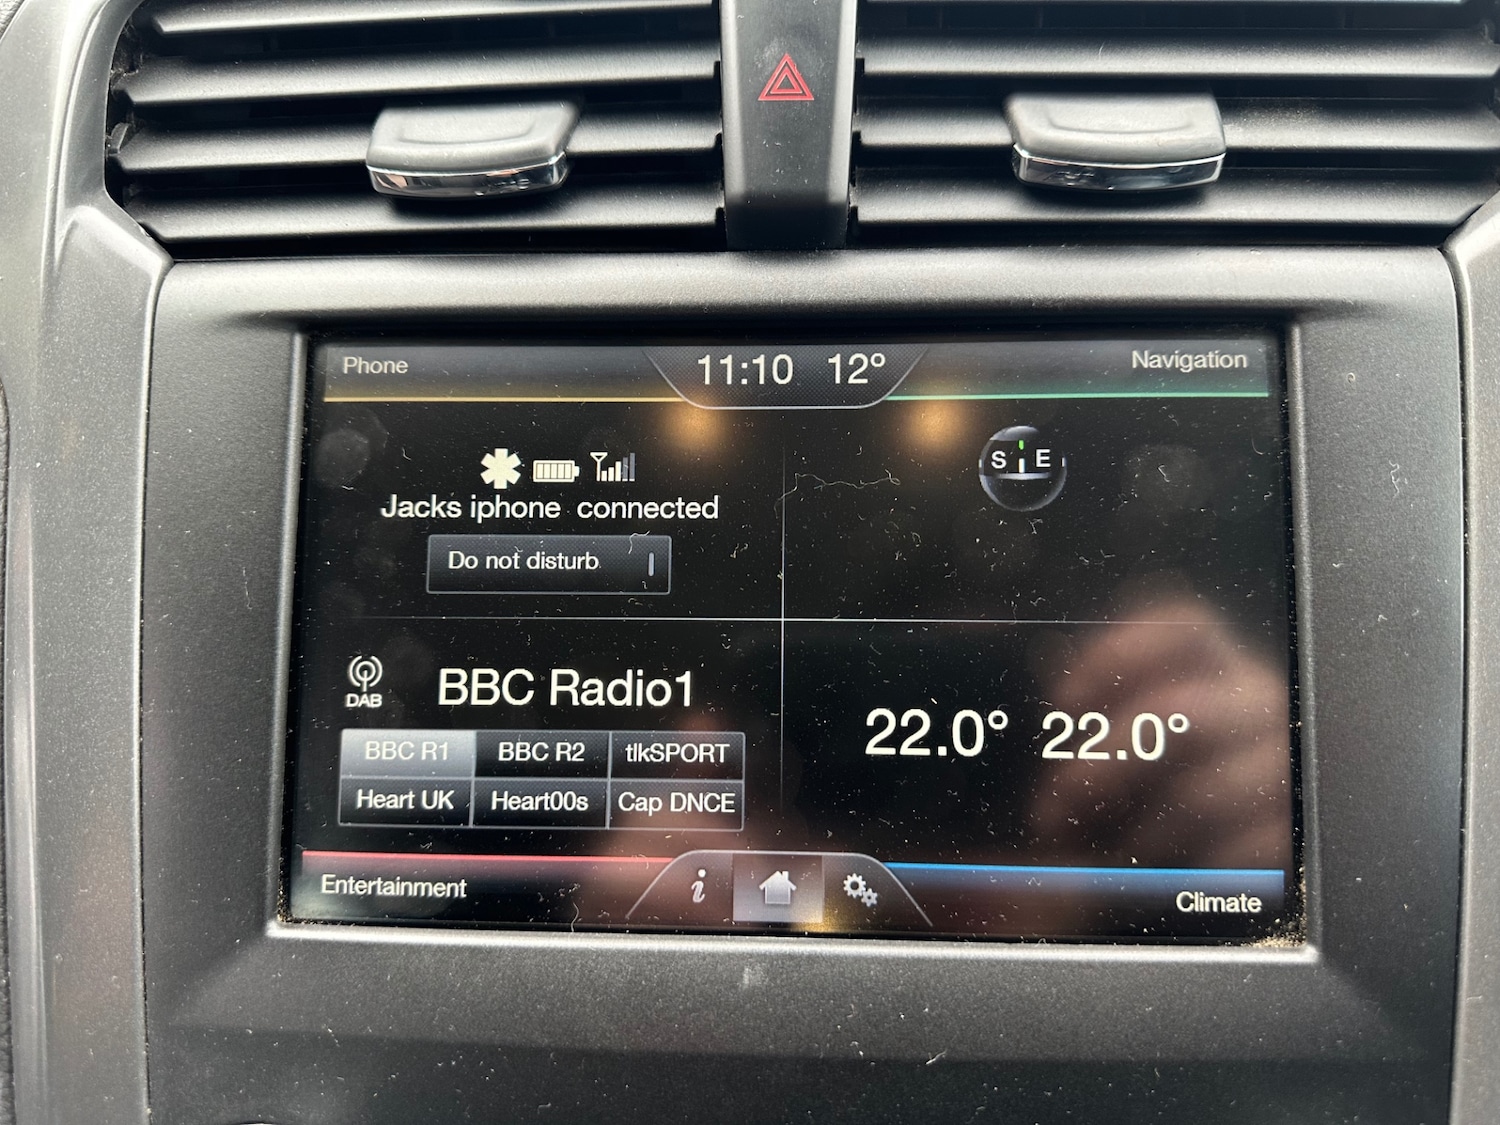 Phone
11:10 12°
Navigation
Jacks iphone connected
Do not disturb
S E
DAB
BBC Radio1
BBC R1 BBC R2 tlkSPORT
Heart UK Heart00s Cap DNCE
22.0° 22.0°
Entertainment
i
Climate